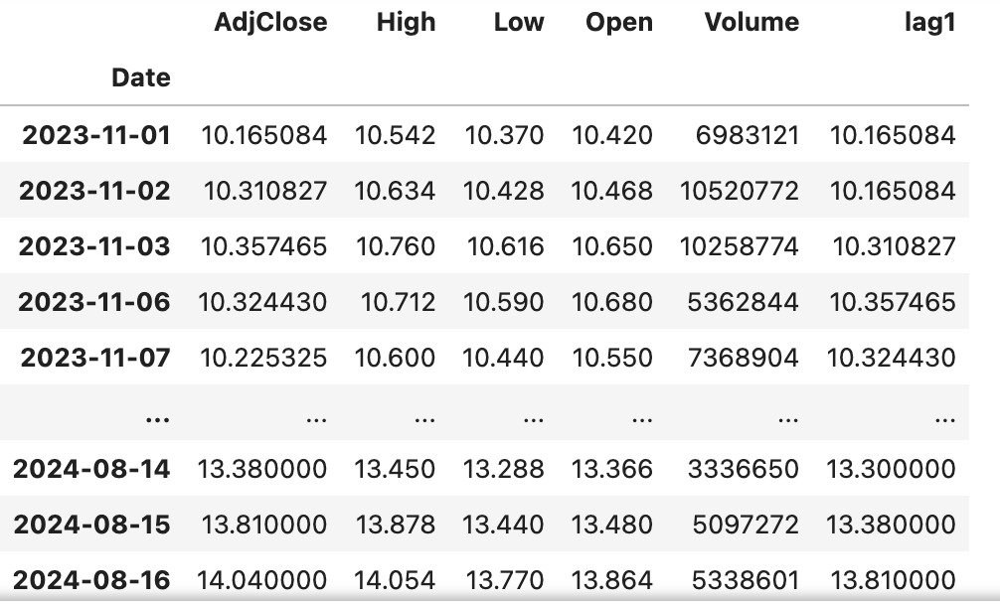 AdjClose High Low Open Volume lag1
Date
2023-11-01 10.165084 10.542 10.370 10.420 6983121 10.165084
2023-11-02 10.310827 10.634 10.428 10.468 10520772 10.165084
2023-11-03 10.357465 10.760 10.616 10.650 10258774 10.310827
2023-11-06 10.324430 10.712 10.590 10.680 5362844 10.357465
2023-11-07 10.225325 10.600 10.440 10.550 7368904 10.324430
... ... ... ... ... ... ...
2024-08-14 13.380000 13.450 13.288 13.366 3336650 13.300000
2024-08-15 13.810000 13.878 13.440 13.480 5097272 13.380000
2024-08-16 14.040000 14.054 13.770 13.864 5338601 13.810000